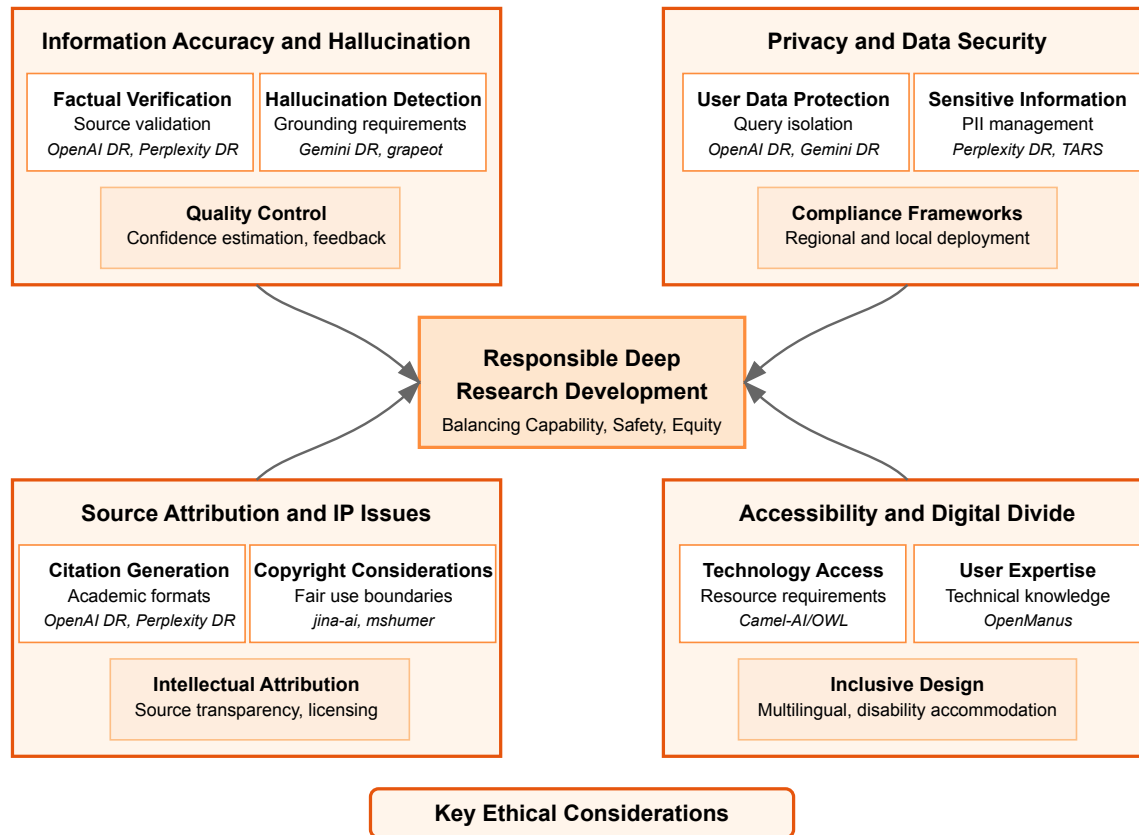 Information Accuracy and Hallucination
Factual Verification
Source validation
OpenAI DR, Perplexity DR
Hallucination Detection
Grounding requirements
Gemini DR, grapeot
Quality Control
Confidence estimation, feedback
Privacy and Data Security
User Data Protection
Query isolation
OpenAI DR, Gemini DR
Sensitive Information
PII management
Perplexity DR, TARS
Compliance Frameworks
Regional and local deployment
Responsible Deep
Research Development
Balancing Capability, Safety, Equity
Source Attribution and IP Issues
Citation Generation
Academic formats
OpenAI DR, Perplexity DR
Copyright Considerations
Fair use boundaries
jina-ai, mshumer
Intellectual Attribution
Source transparency, licensing
Accessibility and Digital Divide
Technology Access
Resource requirements
Camel-AI/OWL
User Expertise
Technical knowledge
OpenManus
Inclusive Design
Multilingual, disability accommodation
Key Ethical Considerations